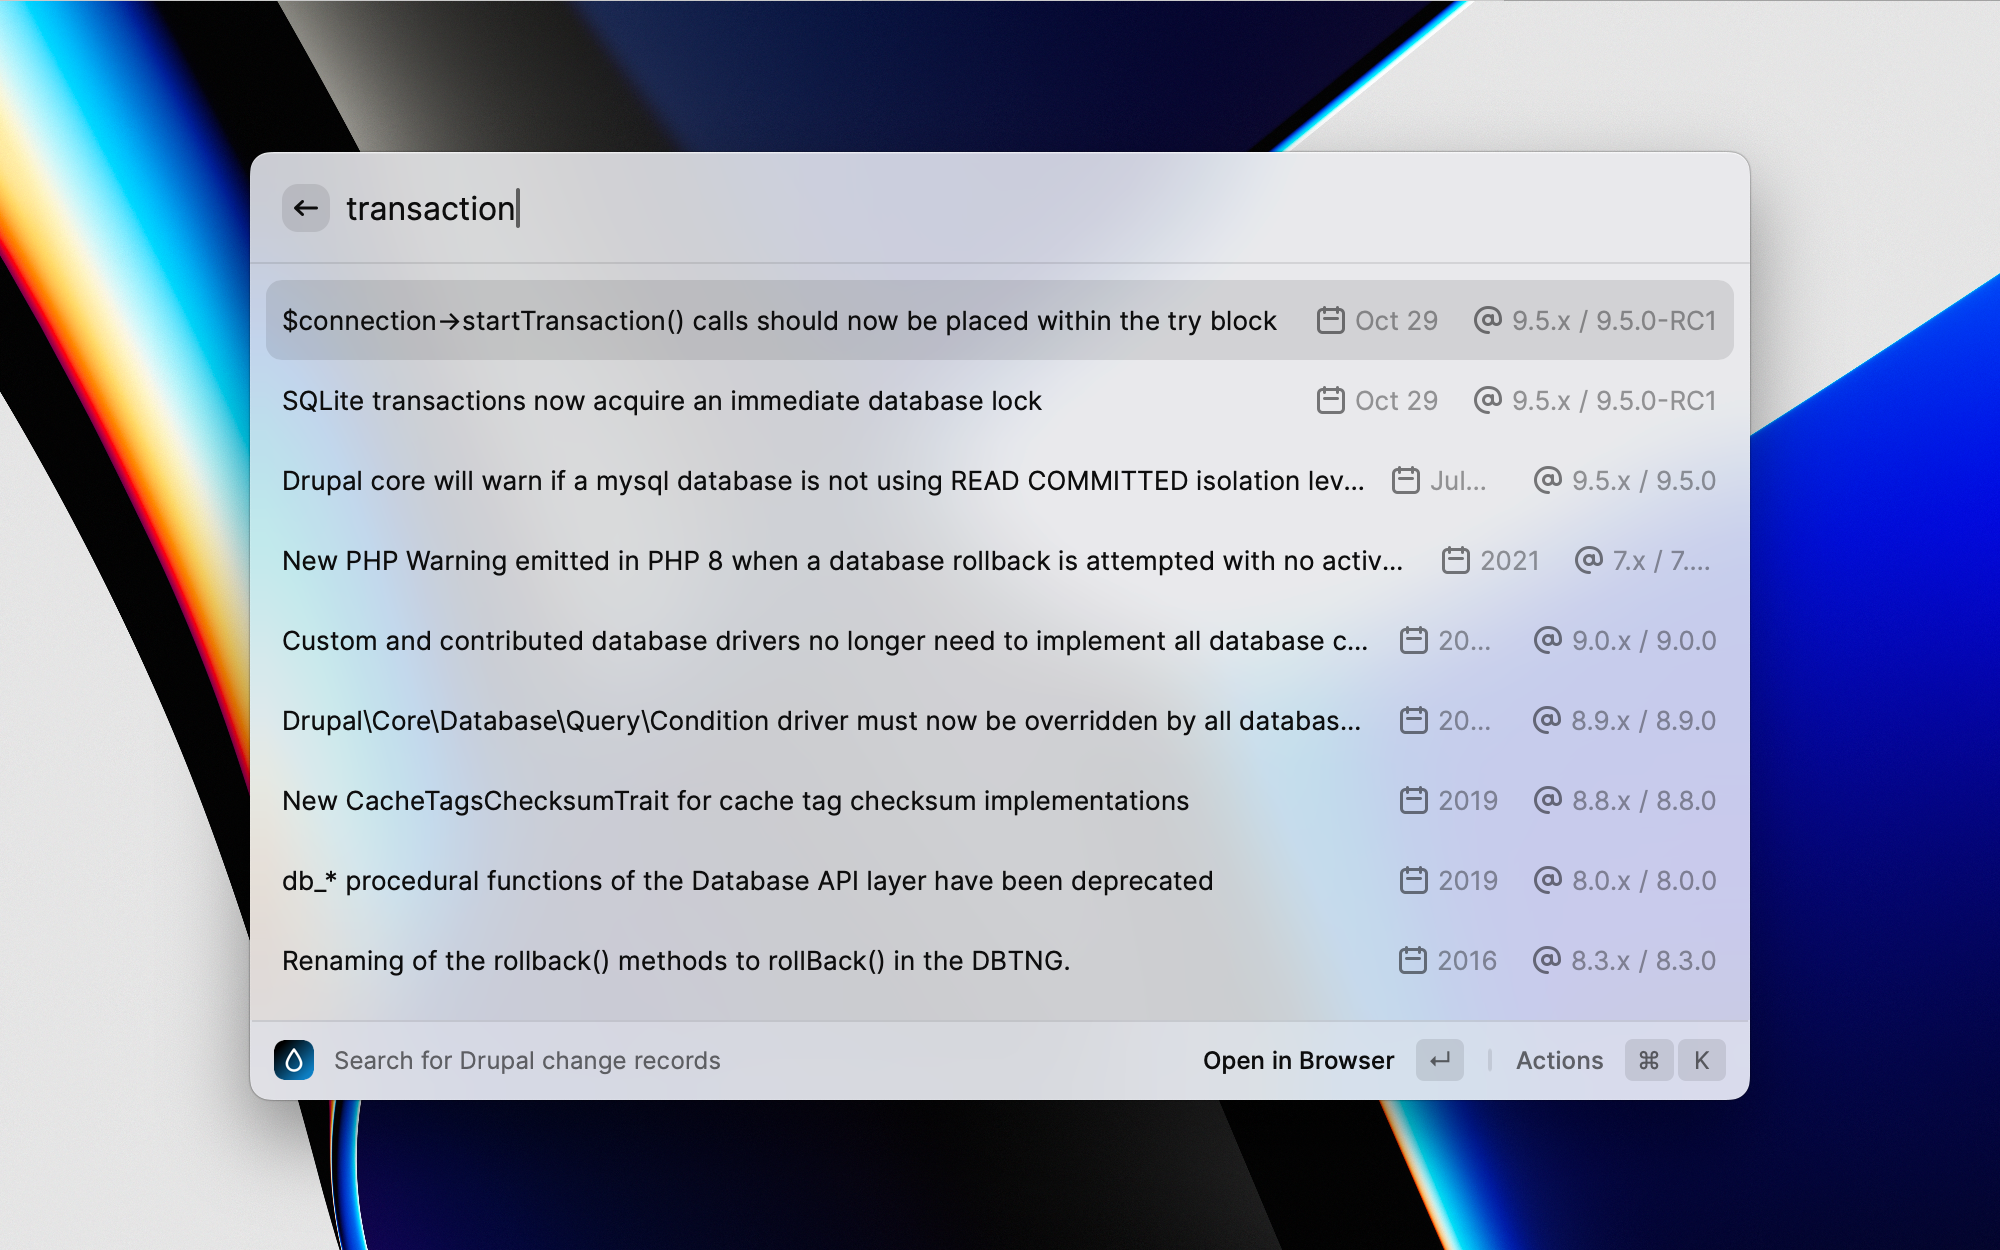 transaction
$connection→startTransaction() calls should now be placed within the try block Oct 29 @ 9.5.x / 9.5.0-RC1
SQLite transactions now acquire an immediate database lock Oct 29 @ 9.5.x / 9.5.0-RC1
Drupal core will warn if a mysql database is not using READ COMMITTED isolation lev... Jul... @ 9.5.x / 9.5.0
New PHP Warning emitted in PHP 8 when a database rollback is attempted with no activ... 2021 @ 7.x / 7....
Custom and contributed database drivers no longer need to implement all database c... 20... @ 9.0.x / 9.0.0
Drupal\Core\Database\Query\Condition driver must now be overridden by all databas... 20... @ 8.9.x / 8.9.0
New CacheTagsChecksumTrait for cache tag checksum implementations 2019 @ 8.8.x / 8.8.0
db_* procedural functions of the Database API layer have been deprecated 2019 @ 8.0.x / 8.0.0
Renaming of the rollback() methods to rollBack() in the DBTNG. 2016 @ 8.3.x / 8.3.0
Search for Drupal change records Open in Browser ↵ Actions ⌘ K